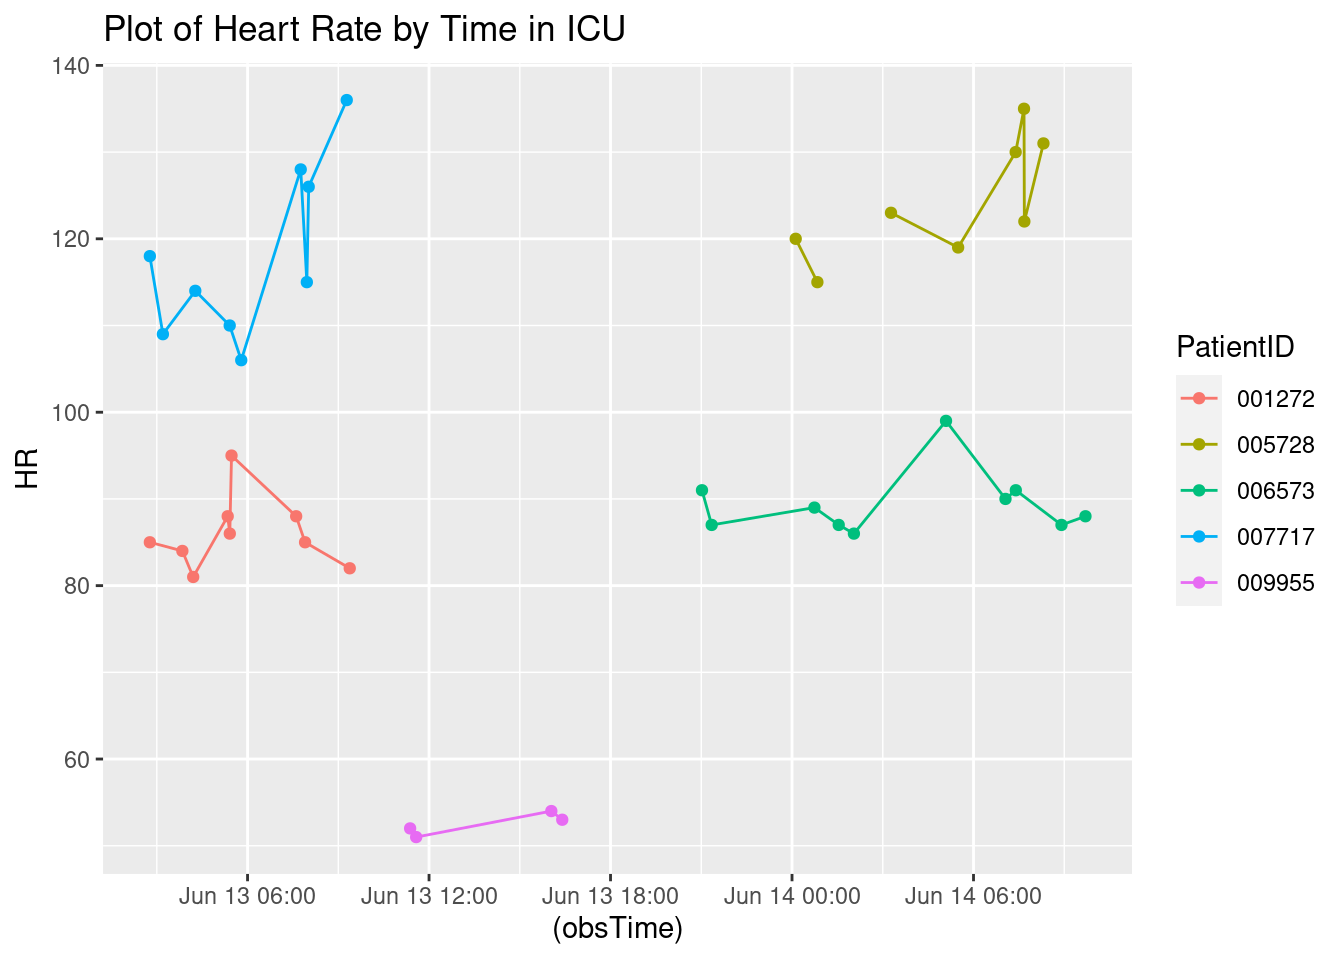 Plot of Heart Rate by Time in ICU
140
120
100
80
60
HR
Jun 13 06:00
Jun 13 12:00
Jun 13 18:00
Jun 14 00:00
Jun 14 06:00
(obsTime)
PatientID
001272
005728
006573
007717
009955